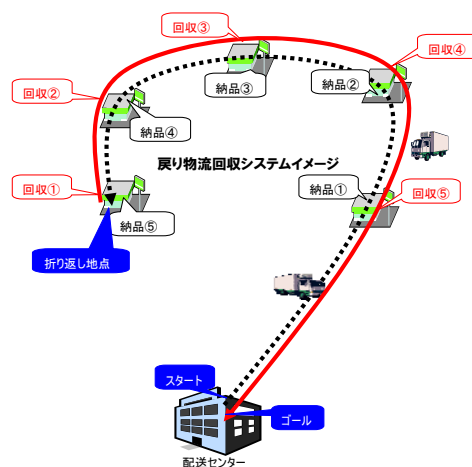 回収③
回収④
納品③
納品②
回収②
納品④
戻り物流回収システムイメージ
回収①
納品①
回収⑤
納品⑤
折り返し地点
スタート
ゴール
配送センター